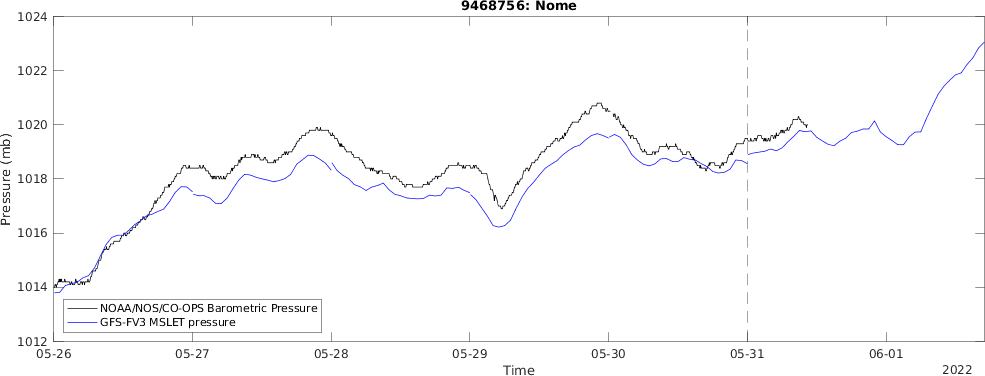 9468756: Nome
1024
1022
1020
1018
1016
1014
1012
Pressure (mb)
NOAA/NOS/CO-OPS Barometric Pressure
GFS-FV3 MSLET pressure
05-26 05-27 05-28 05-29 05-30 05-31 06-01
Time
2022